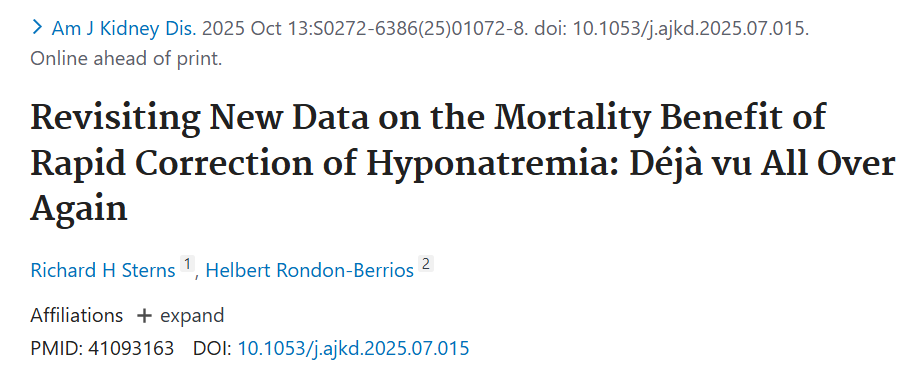 > Am J Kidney Dis. 2025 Oct 13:S0272-6386(25)01072-8. doi: 10.1053/j.ajkd.2025.07.015.
Online ahead of print.
Revisiting New Data on the Mortality Benefit of
Rapid Correction of Hyponatremia: Déjà vu All Over
Again
Richard H Sterns 1, Helbert Rondon-Berrios 2
Affiliations + expand
PMID: 41093163 DOI: 10.1053/j.ajkd.2025.07.015